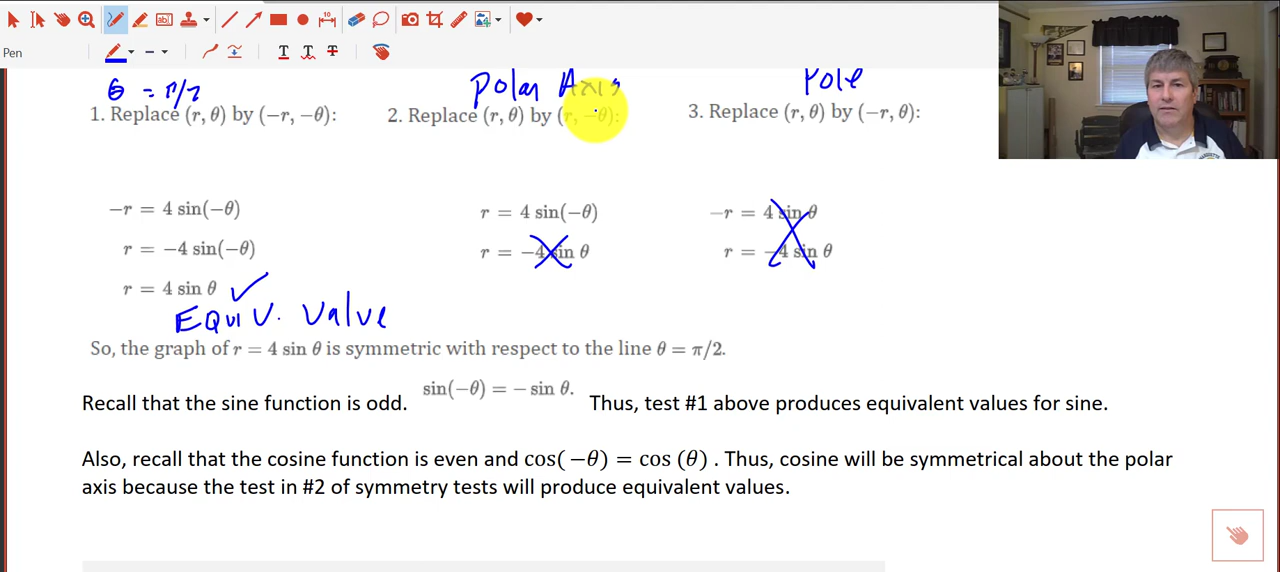 Pen
θ = π/2
Polar Axis
Pole
1. Replace (r, θ) by (−r, −θ):
2. Replace (r, θ) by (r, −θ):
3. Replace (r, θ) by (−r, θ):
−r = 4 sin(−θ)
r = −4 sin(−θ)
r = 4 sin θ
r = 4 sin(−θ)
r = −4 sin θ
−r = 4 sin θ
r = −4 sin θ
EQUIV. Value
So, the graph of r = 4 sin θ is symmetric with respect to the line θ = π/2.
Recall that the sine function is odd. sin(−θ) = − sin θ. Thus, test #1 above produces equivalent values for sine.
Also, recall that the cosine function is even and cos(−θ) = cos (θ) . Thus, cosine will be symmetrical about the polar
axis because the test in #2 of symmetry tests will produce equivalent values.